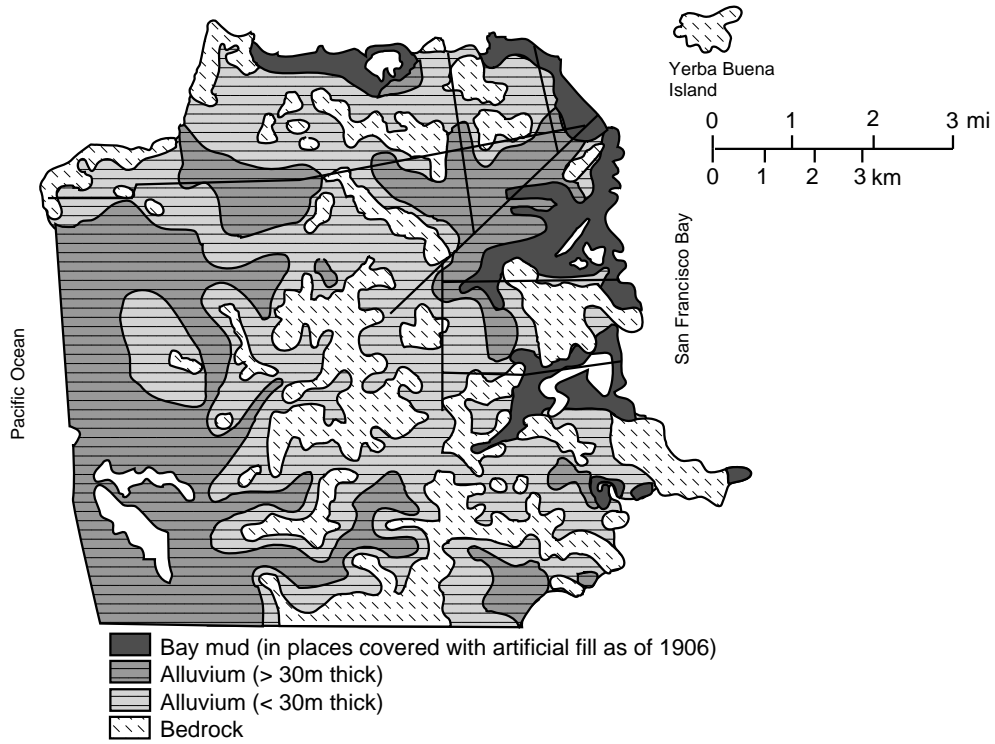 Yerba Buena
Island
0 1 2 3 mi
0 1 2 3 km
San Francisco Bay
Pacific Ocean
Bay mud (in places covered with artificial fill as of 1906)
Alluvium (> 30m thick)
Alluvium (< 30m thick)
Bedrock